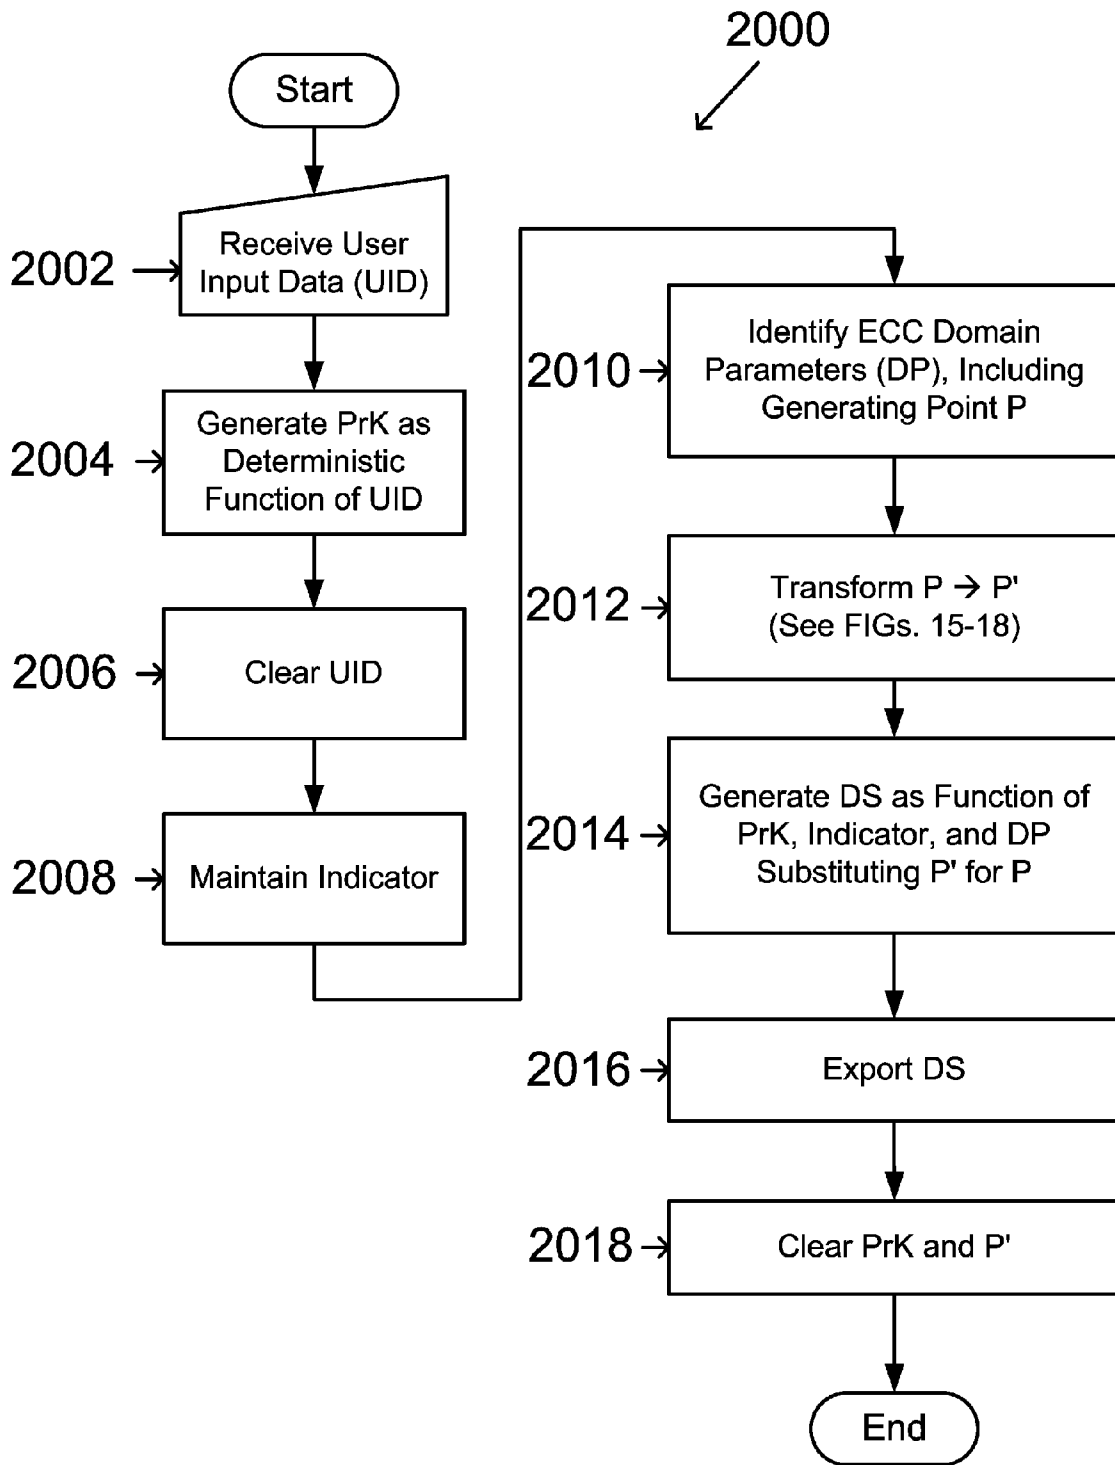 2000
Start
2002
Receive User
Input Data (UID)
2004
Generate PrK as
Deterministic
Function of UID
2006
Clear UID
2008
Maintain Indicator
2010
Identify ECC Domain
Parameters (DP), Including
Generating Point P
2012
Transform P → P'
(See FIGs. 15-18)
2014
Generate DS as Function of
PrK, Indicator, and DP
Substituting P' for P
2016
Export DS
2018
Clear PrK and P'
End